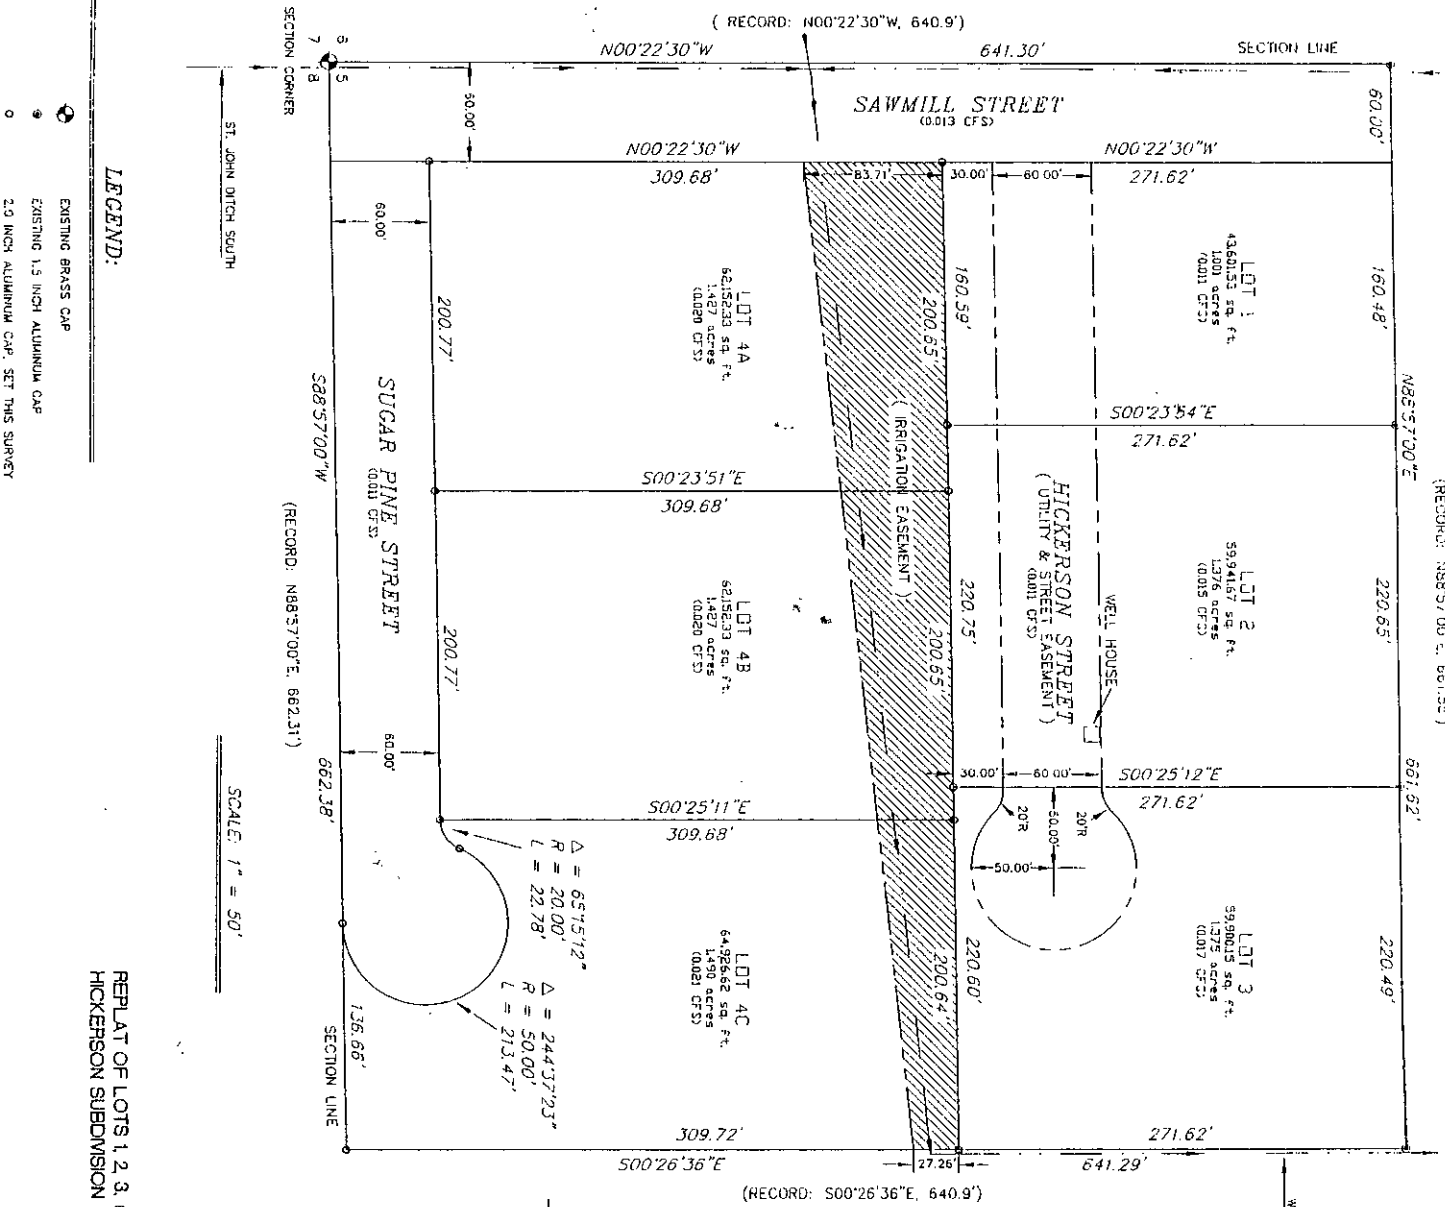 ( RECORD: N00°22'30"W, 640.9')
N00°22'30"W
641.30'
SECTION LINE
SECTION CORNER
6
5
7
8
60.00'
SAWMILL STREET
(0.013 CFS)
60.00'
N00°22'30"W
309.68'
83.71'
30.00'
60.00'
N00°22'30"W
271.62'
ST. JOHN DITCH SOUTH
60.00'
200.77'
LOT 4A
62,152.33 sq. ft.
1.427 acres
(0.020 CFS)
160.59'
200.65'
LOT 1
43,601.53 sq. ft.
1.001 acres
(0.011 CFS)
160.48'
N88°57'00"E
S00°23'54"E
271.62'
S00°23'51"E
309.68'
( IRRIGATION EASEMENT )
SUGAR PINE STREET
(0.011 CFS)
S88°57'00"W
(RECORD: N88°57'00"E, 662.31')
HICKERSON STREET
( UTILITY & STREET EASEMENT )
(0.011 CFS)
WELL HOUSE
LOT 2
59,941.67 sq. ft.
1.376 acres
(0.015 CFS)
220.65'
LOT 4B
62,152.33 sq. ft.
1.427 acres
(0.020 CFS)
200.77'
220.75'
200.65'
60.00'
662.38'
661.62'
30.00'
60.00'
S00°25'12"E
271.62'
S00°25'11"E
309.68'
20'R
20'R
50.00'
50.00'
Δ = 65°15'12"
R = 20.00'
L = 22.78'
Δ = 244°37'23"
R = 50.00'
L = 213.47'
LOT 4C
64,926.62 sq. ft.
1.490 acres
(0.021 CFS)
220.60'
200.64'
LOT 3
59,900.15 sq. ft.
1.375 acres
(0.017 CFS)
220.49'
136.66'
SECTION LINE
309.72'
S00°26'36"E
27.26'
271.62'
641.29'
(RECORD: S00°26'36"E, 640.9')
LEGEND:
EXISTING BRASS CAP
EXISTING 1.5 INCH ALUMINUM CAP
2.0 INCH ALUMINUM CAP, SET THIS SURVEY
SCALE: 1" = 50'
REPLAT OF LOTS 1, 2, 3,
HICKERSON SUBDIVISION